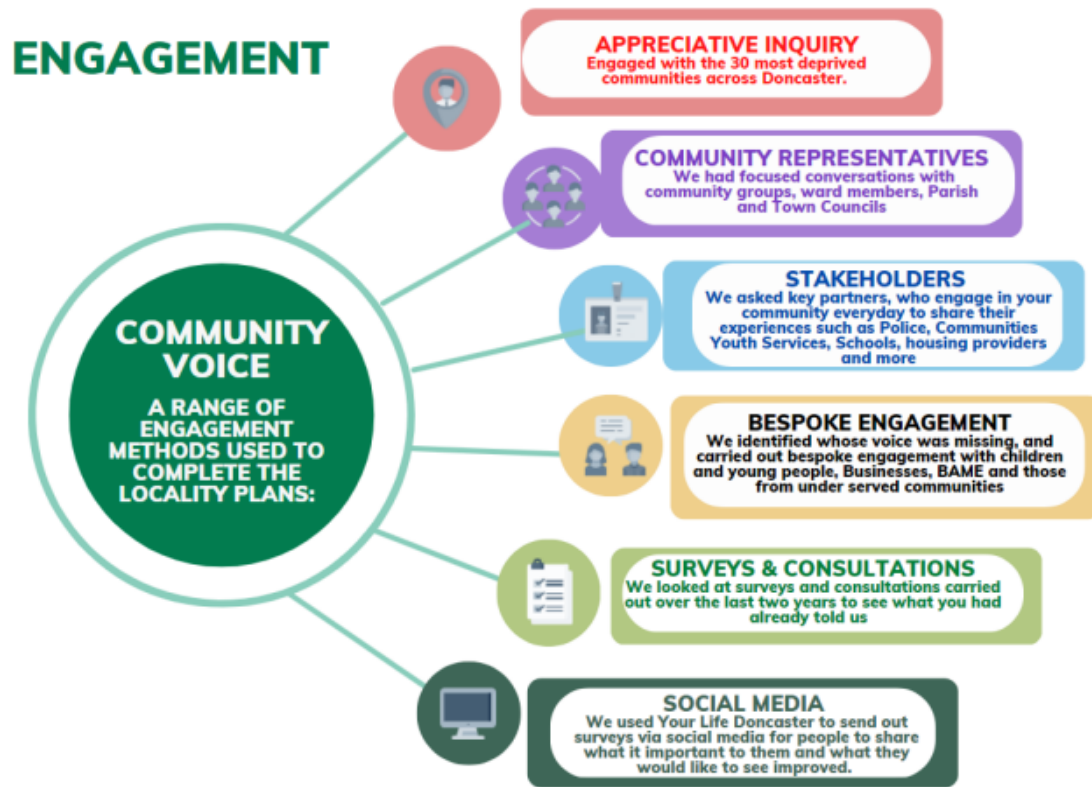 ENGAGEMENT
APPRECIATIVE INQUIRY
Engaged with the 30 most deprived
communities across Doncaster.
COMMUNITY REPRESENTATIVES
We had focused conversations with
community groups, ward members, Parish
and Town Councils
STAKEHOLDERS
We asked key partners, who engage in your
community everyday to share their
experiences such as Police, Communities
Youth Services, Schools, housing providers
and more
COMMUNITY
VOICE
A RANGE OF
ENGAGEMENT
METHODS USED TO
COMPLETE THE
LOCALITY PLANS:
BESPOKE ENGAGEMENT
We identified whose voice was missing, and
carried out bespoke engagement with children
and young people, Businesses, BAME and those
from under served communities
SURVEYS & CONSULTATIONS
We looked at surveys and consultations carried
out over the last two years to see what you had
already told us
SOCIAL MEDIA
We used Your Life Doncaster to send out
surveys via social media for people to share
what it important to them and what they
would like to see improved.